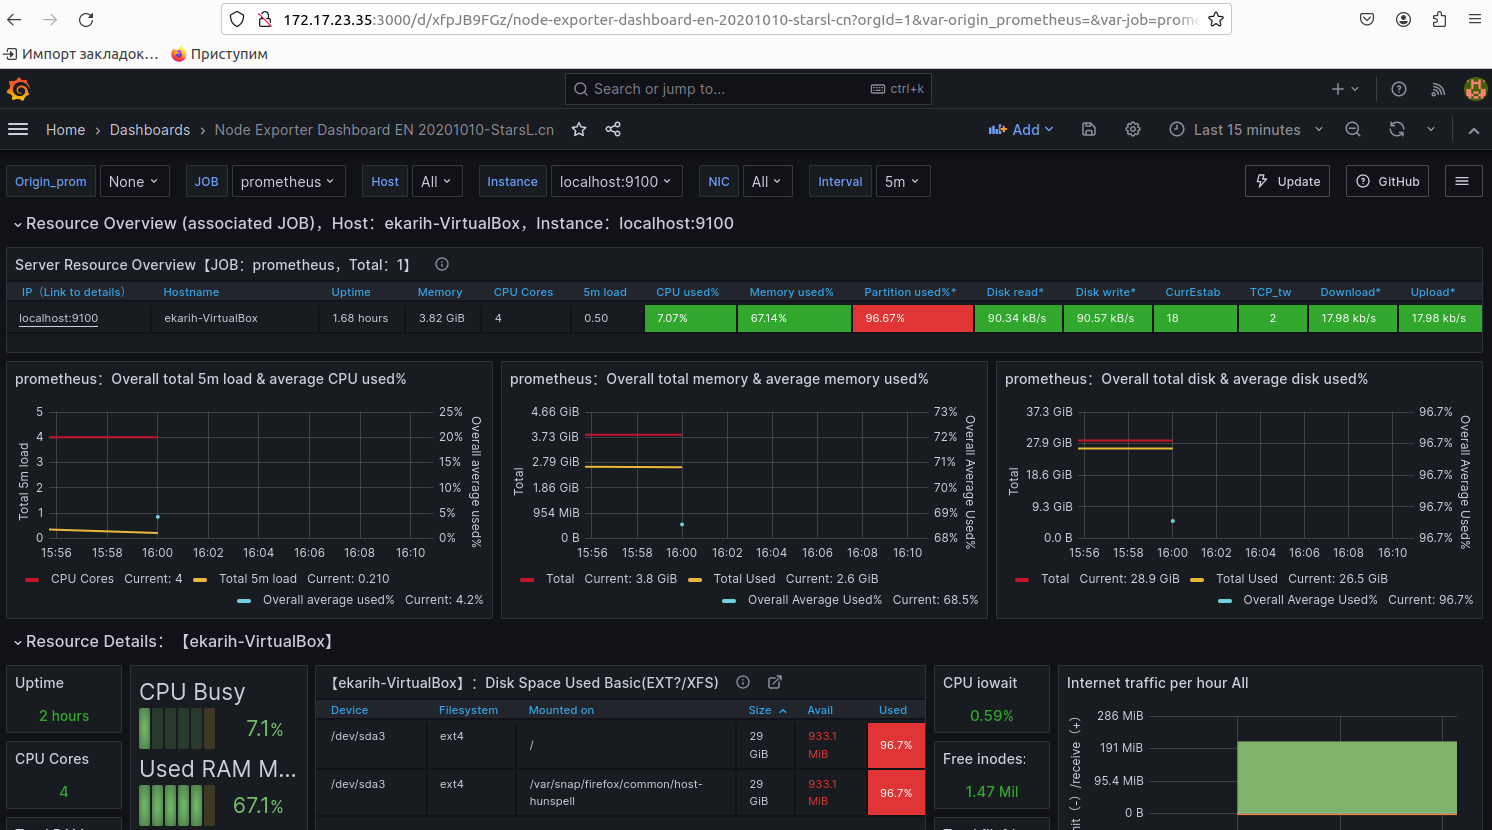 172.17.23.35:3000/d/xfpJB9FGz/node-exporter-dashboard-en-20201010-starsl-cn?orgId=1&var-origin_prometheus=&var-job=prome
Импорт закладок… Приступим
Search or jump to... ctrl+k
Home › Dashboards › Node Exporter Dashboard EN 20201010-StarsL.cn Add Last 15 minutes
Origin_prom None JOB prometheus Host All Instance localhost:9100 NIC All Interval 5m Update GitHub
Resource Overview (associated JOB)，Host：ekarih-VirtualBox，Instance：localhost:9100
Server Resource Overview【JOB：prometheus，Total：1】
IP（Link to details） Hostname Uptime Memory CPU Cores 5m load CPU used% Memory used% Partition used%* Disk read* Disk write* CurrEstab TCP_tw Download* Upload*
localhost:9100 ekarih-VirtualBox 1.68 hours 3.82 GiB 4 0.50 7.07% 67.14% 96.67% 90.34 kB/s 90.57 kB/s 18 2 17.98 kb/s 17.98 kb/s
prometheus：Overall total 5m load & average CPU used%
Total 5m load
5
4
3
2
1
0
25%
20%
15%
10%
5%
0%
Overall average used%
15:56 15:58 16:00 16:02 16:04 16:06 16:08 16:10
CPU Cores Current: 4 Total 5m load Current: 0.210
Overall average used% Current: 4.2%
prometheus：Overall total memory & average memory used%
Total
4.66 GiB
3.73 GiB
2.79 GiB
1.86 GiB
954 MiB
0 B
73%
72%
71%
70%
69%
68%
Overall Average Used%
15:56 15:58 16:00 16:02 16:04 16:06 16:08 16:10
Total Current: 3.8 GiB Total Used Current: 2.6 GiB
Overall Average Used% Current: 68.5%
prometheus：Overall total disk & average disk used%
Total
37.3 GiB
27.9 GiB
18.6 GiB
9.3 GiB
0.0 B
96.7%
96.7%
96.7%
96.7%
96.7%
Overall Average Used%
15:56 15:58 16:00 16:02 16:04 16:06 16:08 16:10
Total Current: 28.9 GiB Total Used Current: 26.5 GiB
Overall Average Used% Current: 96.7%
Resource Details：【ekarih-VirtualBox】
Uptime
2 hours
CPU Cores
4
CPU Busy
7.1%
Used RAM M...
67.1%
【ekarih-VirtualBox】：Disk Space Used Basic(EXT?/XFS)
Device Filesystem Mounted on Size Avail Used
/dev/sda3 ext4 / 29 GiB 933.1 MiB 96.7%
/dev/sda3 ext4 /var/snap/firefox/common/host-hunspell 29 GiB 933.1 MiB 96.7%
CPU iowait
0.59%
Free inodes:
1.47 Mil
Internet traffic per hour All
(-) /receive (+)
286 MiB
191 MiB
95.4 MiB
0 B